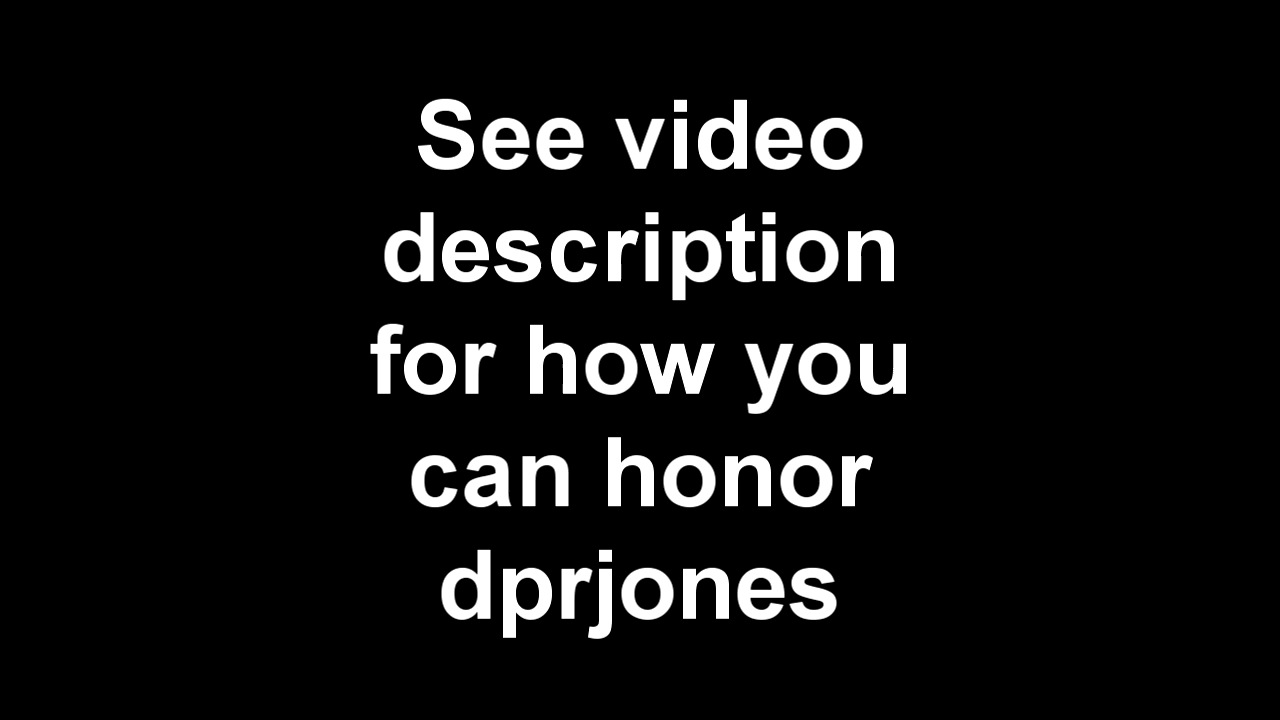 See video
description
for how you
can honor
dprjones